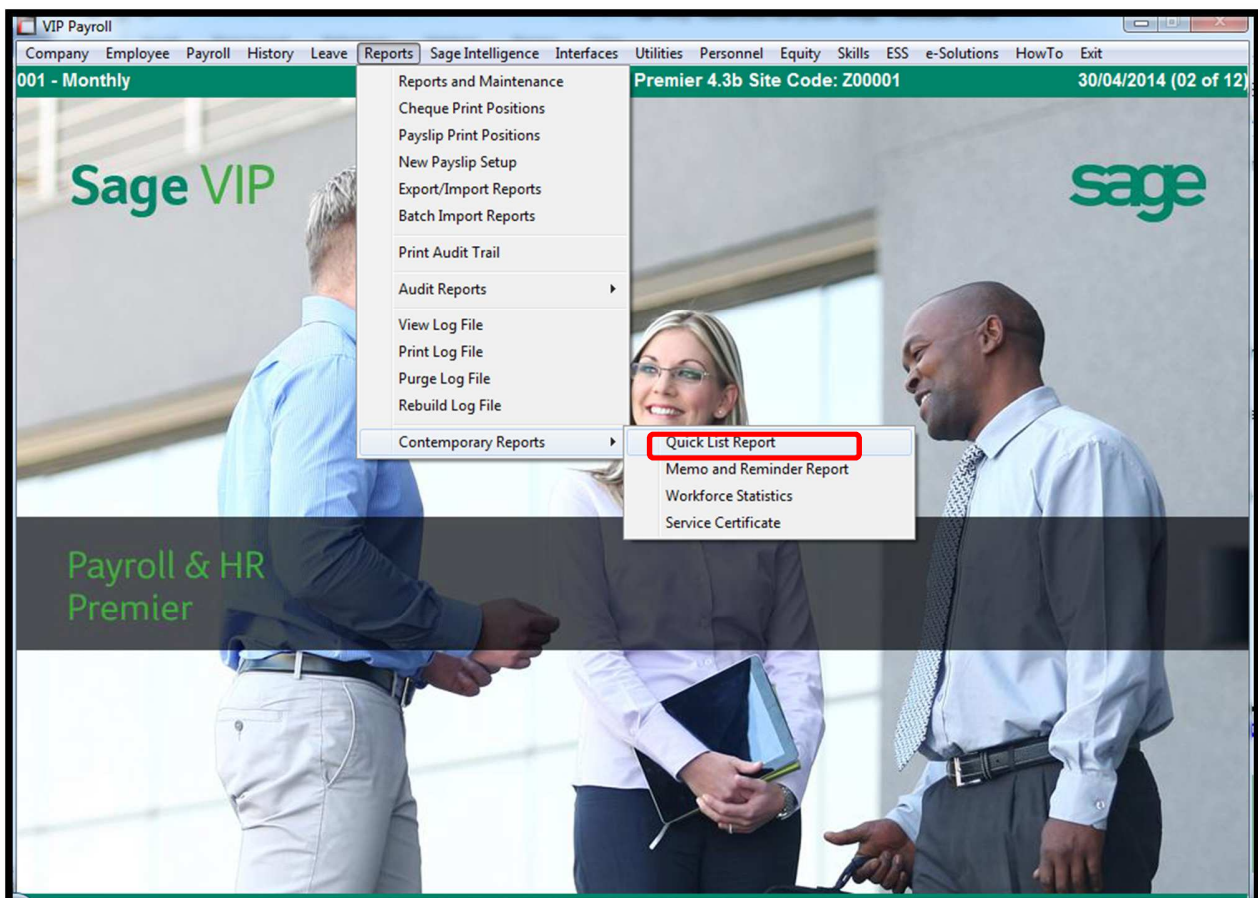 VIP Payroll
Company Employee Payroll History Leave Reports Sage Intelligence Interfaces Utilities Personnel Equity Skills ESS e-Solutions HowTo Exit
001 - Monthly Premier 4.3b Site Code: Z00001 30/04/2014 (02 of 12)
Reports and Maintenance
Cheque Print Positions
Payslip Print Positions
New Payslip Setup
Export/Import Reports
Batch Import Reports
Print Audit Trail
Audit Reports
View Log File
Print Log File
Purge Log File
Rebuild Log File
Contemporary Reports
Quick List Report
Memo and Reminder Report
Workforce Statistics
Service Certificate
Sage VIP
sage
Payroll & HR
Premier